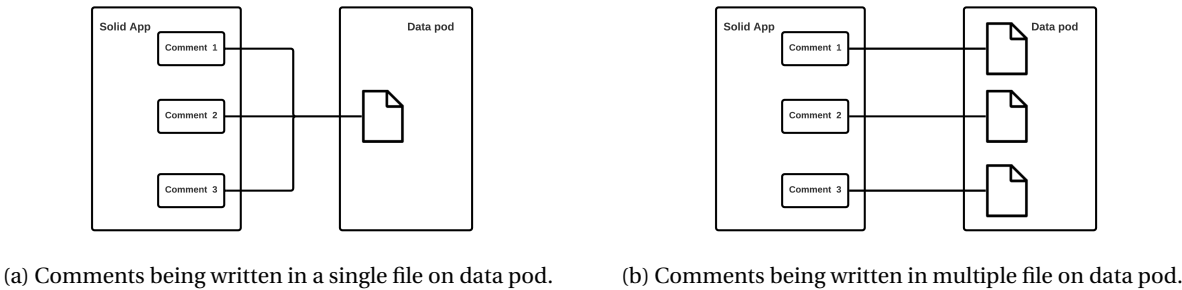 Solid App
Data pod
Comment 1
Comment 2
Comment 3
(a) Comments being written in a single file on data pod.
Solid App
Data pod
Comment 1
Comment 2
Comment 3
(b) Comments being written in multiple file on data pod.